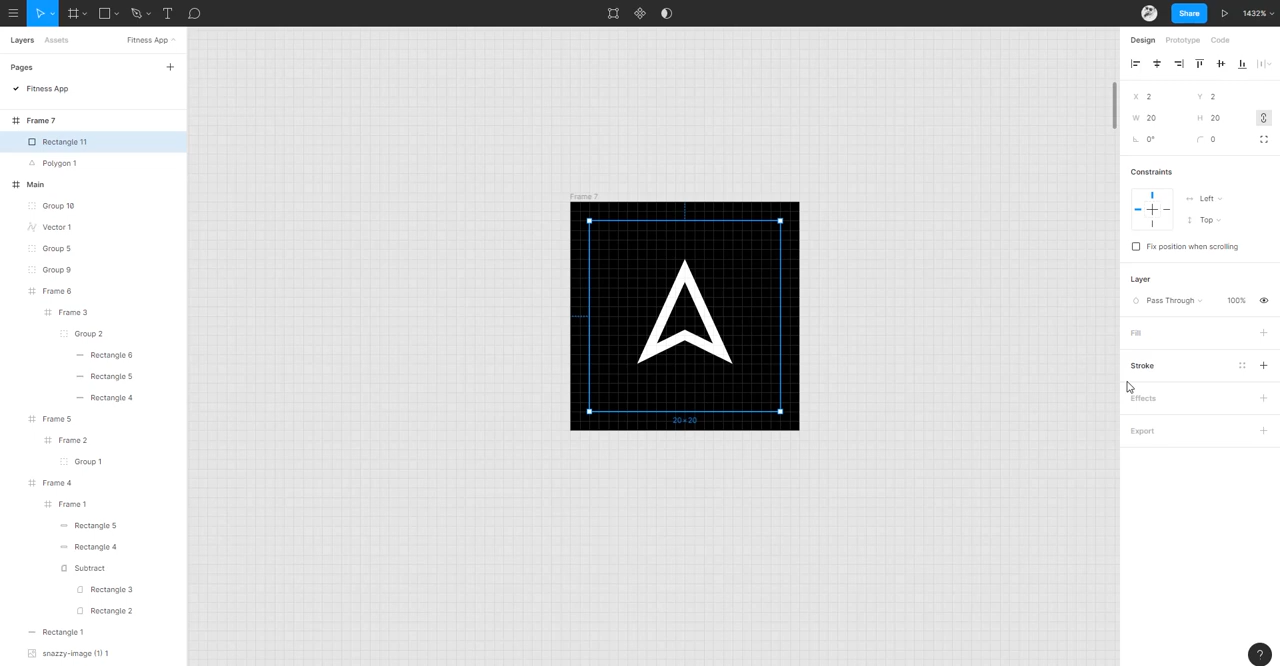 Share
1432%
Layers
Assets
Fitness App
Pages
Fitness App
Frame 7
Rectangle 11
Polygon 1
Main
Group 10
Vector 1
Group 5
Group 9
Frame 6
Frame 3
Group 2
Rectangle 6
Rectangle 5
Rectangle 4
Frame 5
Frame 2
Group 1
Frame 4
Frame 1
Rectangle 5
Rectangle 4
Subtract
Rectangle 3
Rectangle 2
Rectangle 1
snazzy-image (1) 1
Frame 7
20×20
Design Prototype Code
X 2 Y 2
W 20 H 20
0° 0
Constraints
Left
Top
Fix position when scrolling
Layer
Pass Through 100%
Fill
Stroke
Effects
Export
?